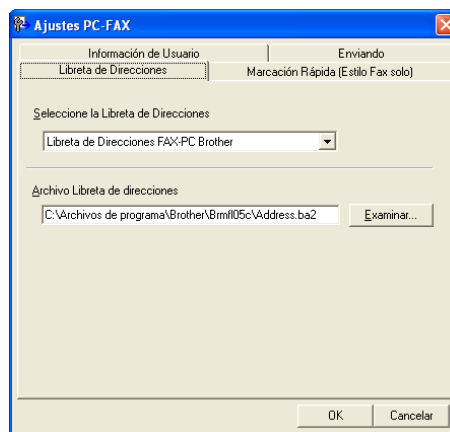 Ajustes PC-FAX
Información de Usuario
Enviando
Libreta de Direcciones
Marcación Rápida (Estilo Fax solo)
Seleccione la Libreta de Direcciones
Libreta de Direcciones FAX-PC Brother
Archivo Libreta de direcciones
C:\Archivos de programa\Brother\Brmfl05c\Address.ba2
Examinar...
OK
Cancelar